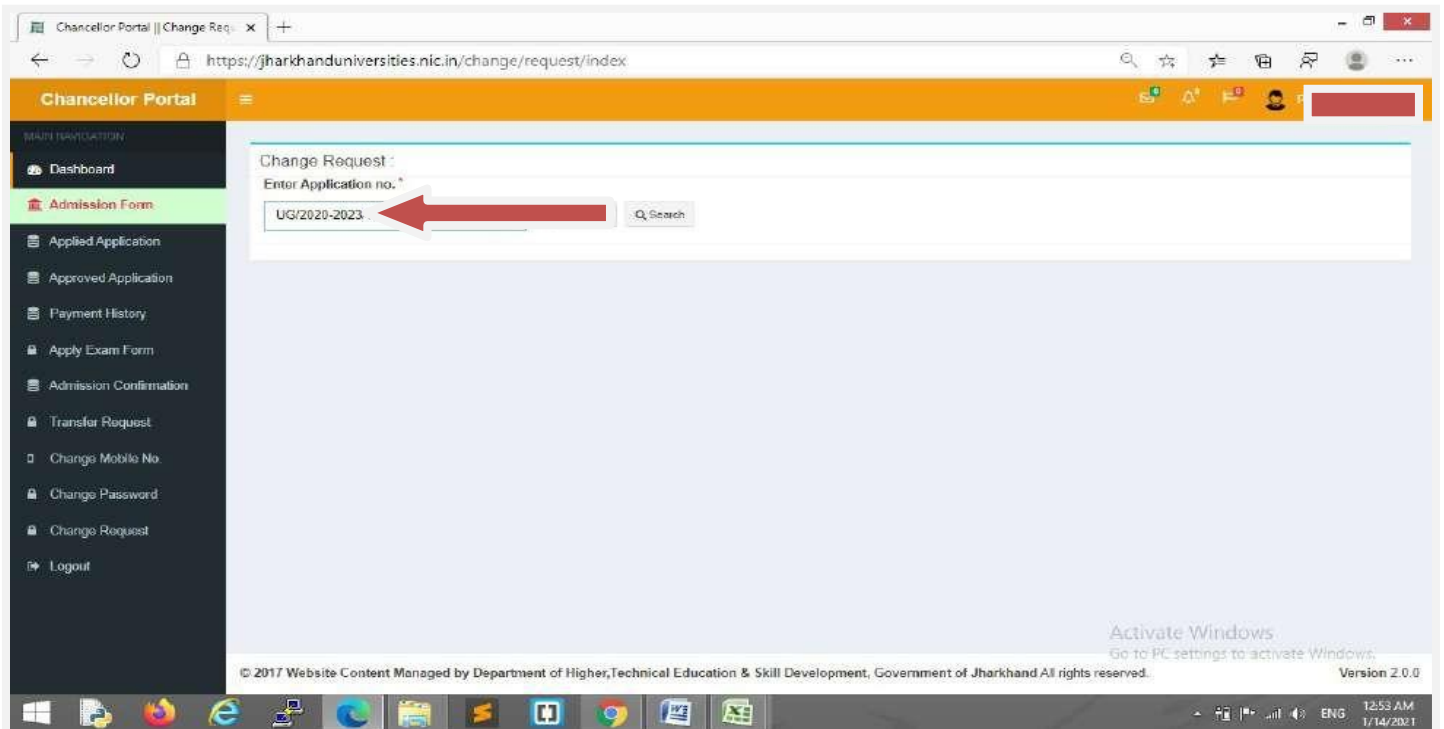 Chancellor Portal || Change Req
https://jharkhanduniversities.nic.in/change/request/index
Chancellor Portal
MAIN NAVIGATION
Dashboard
Admission Form
Applied Application
Approved Application
Payment History
Apply Exam Form
Admission Confirmation
Transfer Request
Change Mobile No.
Change Password
Change Request
Logout
Change Request :
Enter Application no. *
UG/2020-2023
Search
Activate Windows
Go to PC settings to activate Windows.
© 2017 Website Content Managed by Department of Higher,Technical Education & Skill Development, Government of Jharkhand All rights reserved.
Version 2.0.0
ENG
12:53 AM
1/14/2021